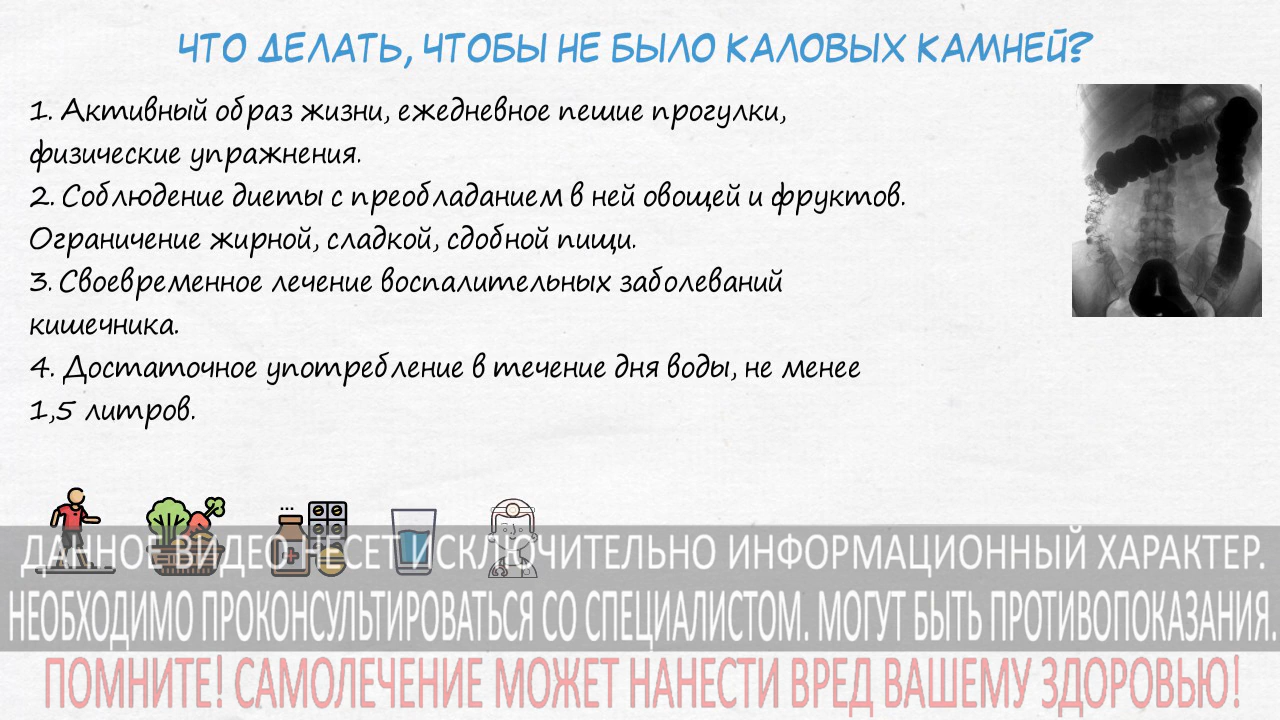 ЧТО ДЕЛАТЬ, ЧТОБЫ НЕ БЫЛО КАЛОВЫХ КАМНЕЙ?
1. Активный образ жизни, ежедневное пешие прогулки,
физические упражнения.
2. Соблюдение диеты с преобладанием в ней овощей и фруктов.
Ограничение жирной, сладкой, сдобной пищи.
3. Своевременное лечение воспалительных заболеваний
кишечника.
4. Достаточное употребление в течение дня воды, не менее
1,5 литров.
ДАННОЕ ВИДЕО НЕСЕТ ИСКЛЮЧИТЕЛЬНО ИНФОРМАЦИОННЫЙ ХАРАКТЕР.
НЕОБХОДИМО ПРОКОНСУЛЬТИРОВАТЬСЯ СО СПЕЦИАЛИСТОМ. МОГУТ БЫТЬ ПРОТИВОПОКАЗАНИЯ.
ПОМНИТЕ! САМОЛЕЧЕНИЕ МОЖЕТ НАНЕСТИ ВРЕД ВАШЕМУ ЗДОРОВЬЮ!